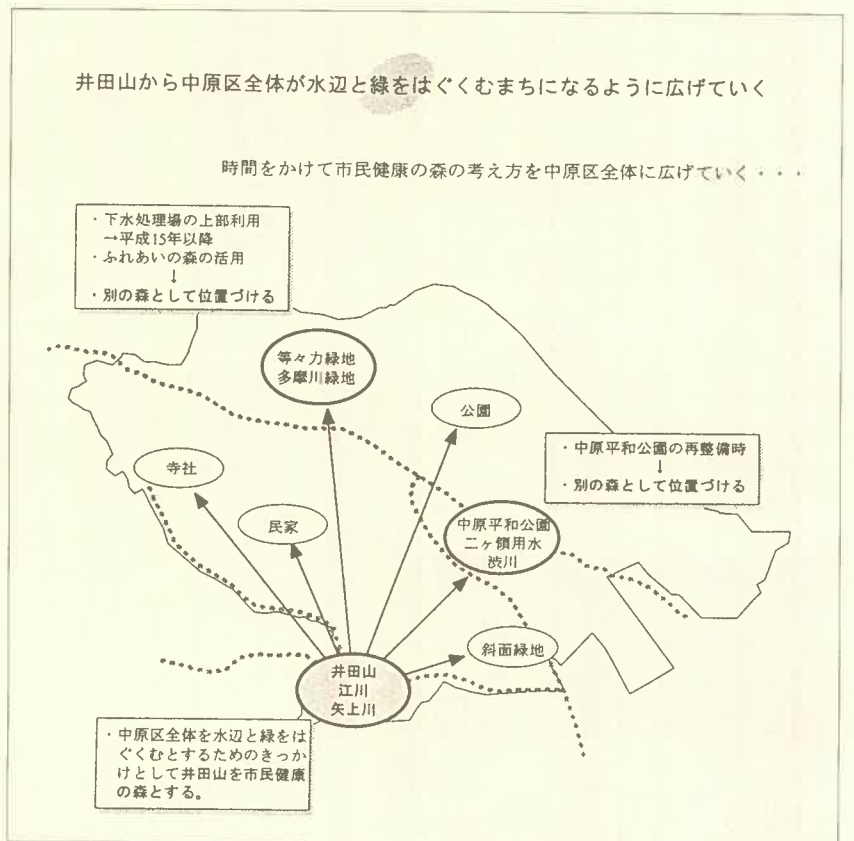 井田山から中原区全体が水辺と緑をはぐくむまちになるように広げていく
時間をかけて市民健康の森の考え方を中原区全体に広げていく・・・
・下水処理場の上部利用
→平成15年以降
・ふれあいの森の活用
↓
・別の森として位置づける
等々力緑地
多摩川緑地
公園
・中原平和公園の再整備時
↓
・別の森として位置づける
寺社
民家
中原平和公園
二ヶ領用水
渋川
斜面緑地
井田山
江川
矢上川
・中原区全体を水辺と緑をは
ぐくむとするためのきっか
けとして井田山を市民健康
の森とする。